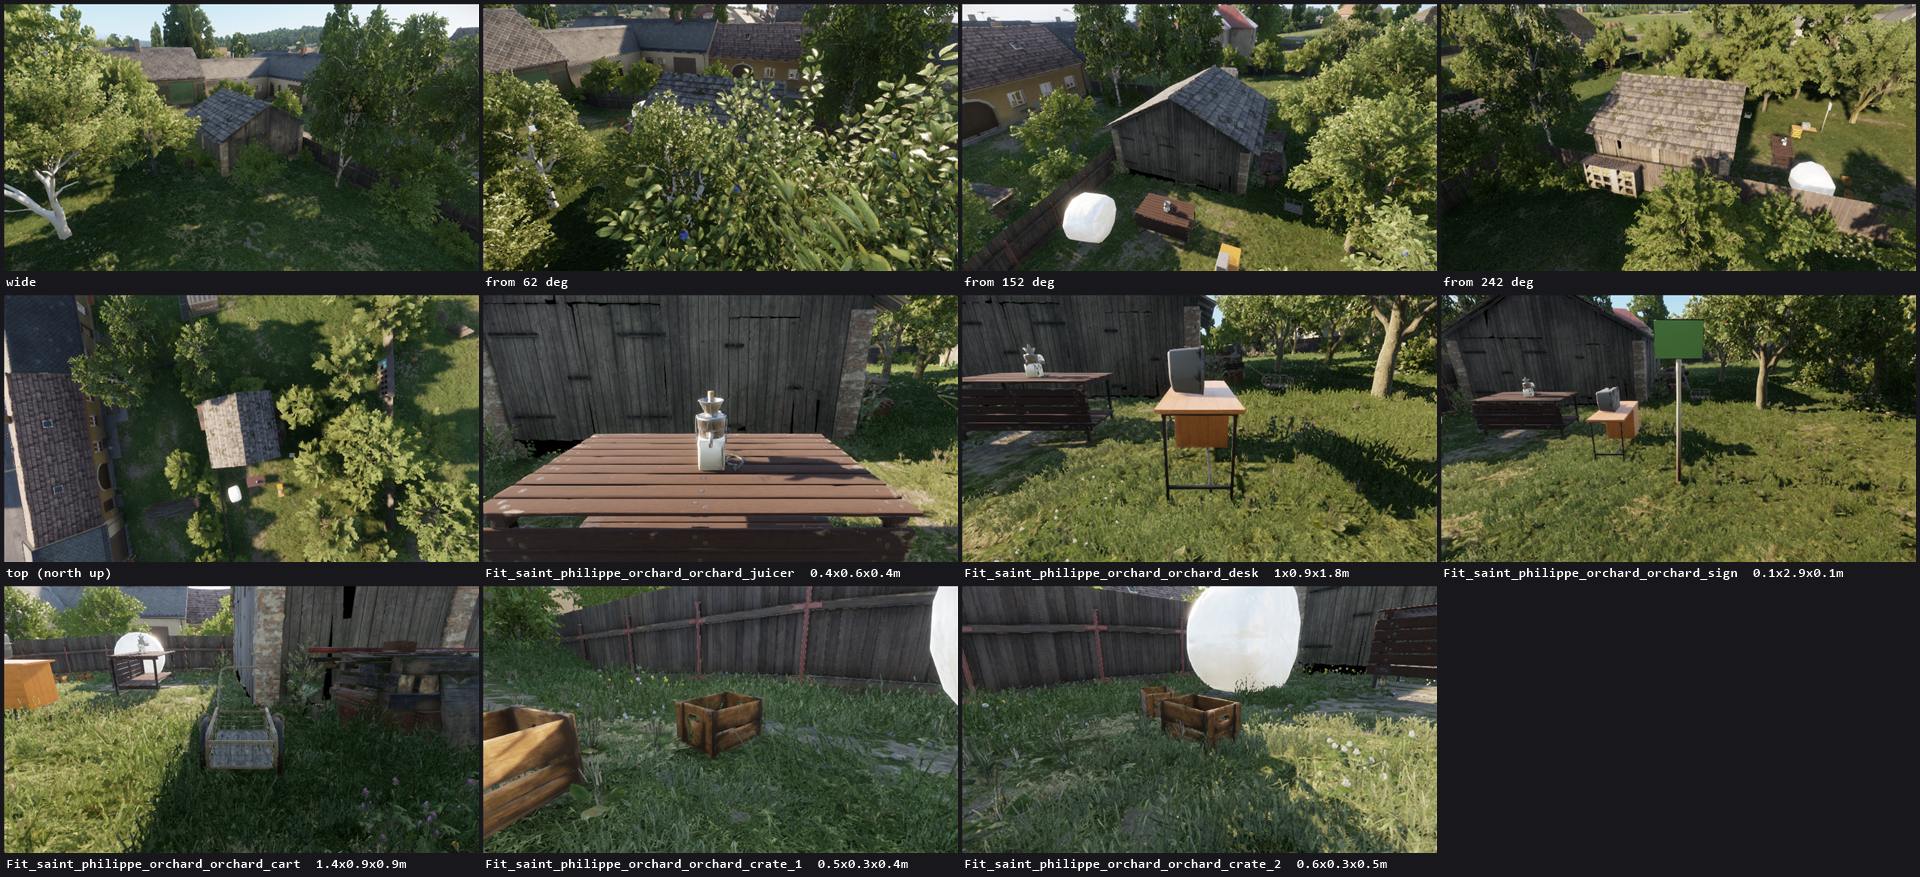 wide
from 62 deg
from 152 deg
from 242 deg
top (north up)
Fit_saint_philippe_orchard_orchard_juicer 0.4x0.6x0.4m
Fit_saint_philippe_orchard_orchard_desk 1x0.9x1.8m
Fit_saint_philippe_orchard_orchard_sign 0.1x2.9x0.1m
Fit_saint_philippe_orchard_orchard_cart 1.4x0.9x0.9m
Fit_saint_philippe_orchard_orchard_crate_1 0.5x0.3x0.4m
Fit_saint_philippe_orchard_orchard_crate_2 0.6x0.3x0.5m